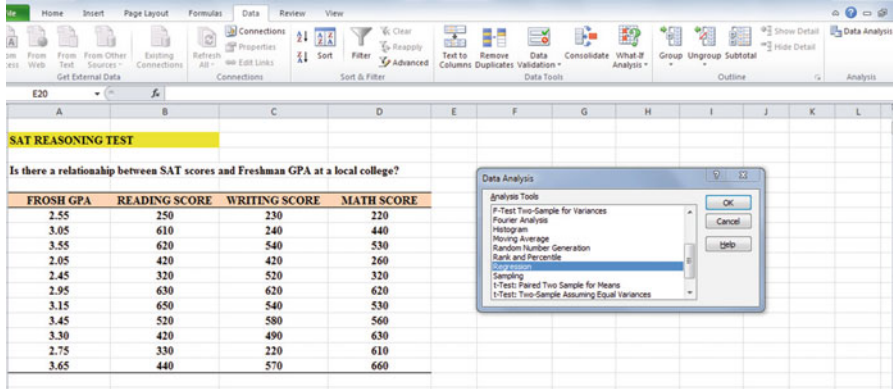 File Home Insert Page Layout Formulas Data Review View
From Web From Text From Other Sources Existing Connections Refresh All Connections Properties Edit Links Sort Filter Clear Reapply Advanced Text to Columns Remove Duplicates Data Validation Consolidate What-If Analysis Group Ungroup Subtotal Show Detail Hide Detail Data Analysis
Get External Data Connections Sort & Filter Data Tools Outline Analysis
E20 fx
A B C D E F G H I J K L
SAT REASONING TEST
Is there a relationahip between SAT scores and Freshman GPA at a local college?
FROSH GPA READING SCORE WRITING SCORE MATH SCORE
2.55 250 230 220
3.05 610 240 440
3.55 620 540 530
2.05 420 420 260
2.45 320 520 320
2.95 630 620 620
3.15 650 540 530
3.45 520 580 560
3.30 420 490 630
2.75 330 220 610
3.65 440 570 660
Data Analysis
Analysis Tools
F-Test Two-Sample for Variances
Fourier Analysis
Histogram
Moving Average
Random Number Generation
Rank and Percentile
Regression
Sampling
t-Test: Paired Two Sample for Means
t-Test: Two-Sample Assuming Equal Variances
OK
Cancel
Help